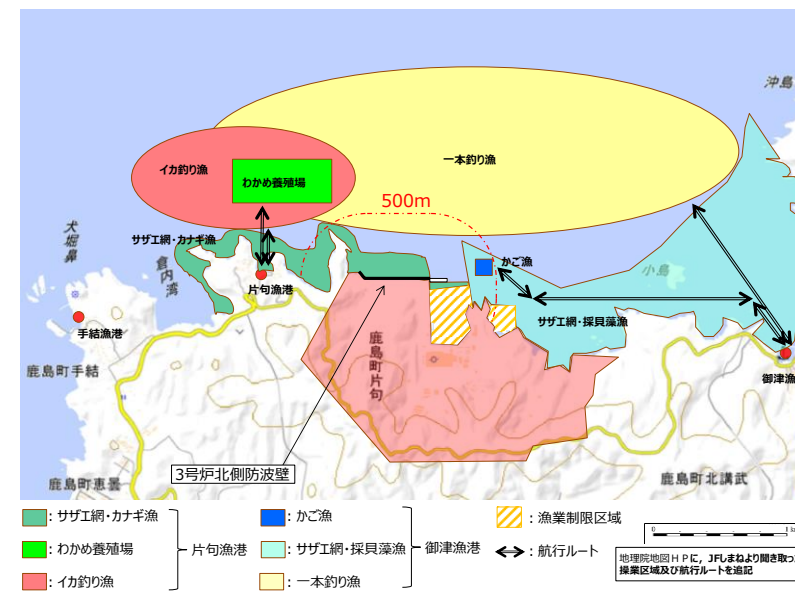 沖島
一本釣り漁
イカ釣り漁
わかめ養殖場
500m
サザエ網・カナギ漁
犬堀鼻
倉内湾
かご漁
小島
片句漁港
手結漁港
サザエ網・採貝藻漁
鹿島町片句
鹿島町手結
御津漁
3号炉北側防波壁
鹿島町恵曇
鹿島町北講武
：サザエ網・カナギ漁
：わかめ養殖場
：イカ釣り漁
片句漁港
：かご漁
：サザエ網・採貝藻漁
：一本釣り漁
御津漁港
：漁業制限区域
：航行ルート
0 1 k
地理院地図ＨＰに，JFしまねより聞き取っ
操業区域及び航行ルートを追記